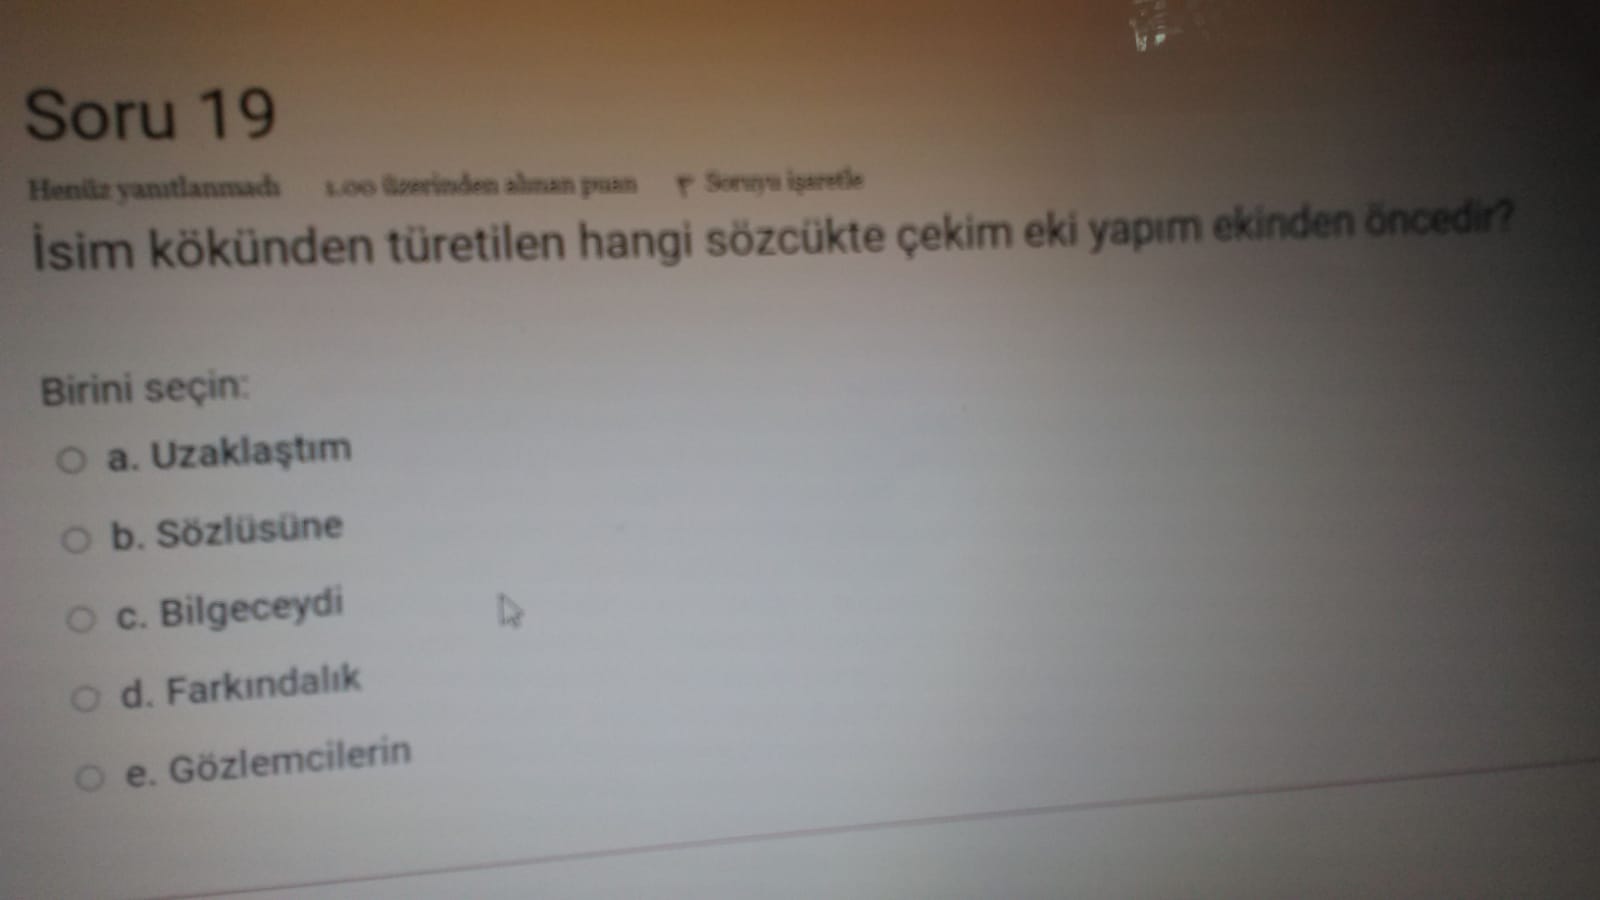 Soru 19
Henüz yanıtlanmadı 1.00 üzerinden alınan puan Soruyu işaretle
İsim kökünden türetilen hangi sözcükte çekim eki yapım ekinden öncedir?
Birini seçin:
a. Uzaklaştım
b. Sözlüsüne
c. Bilgeceydi
d. Farkındalık
e. Gözlemcilerin